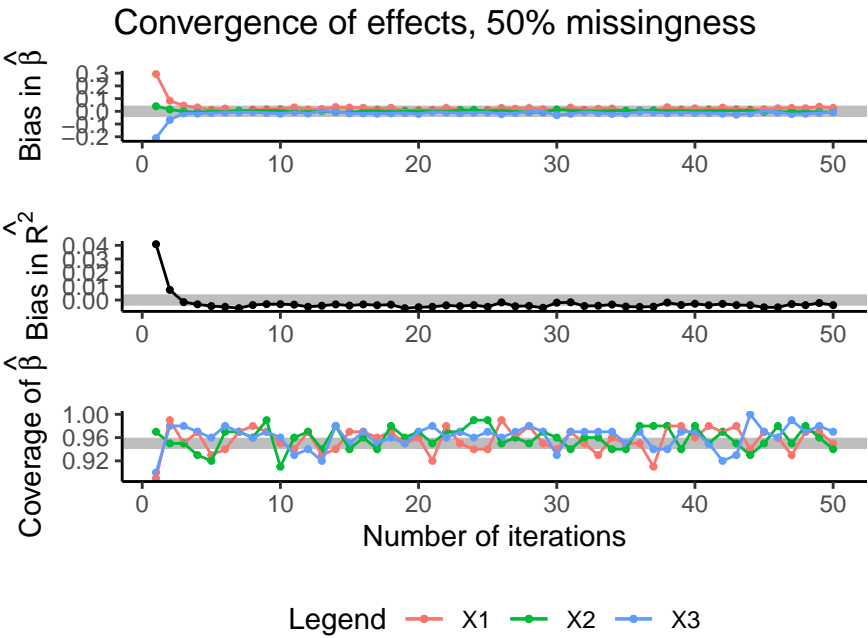 Convergence of effects, 50% missingness
Bias in β̂
0.3
0.2
0.1
0.0
−0.1
−0.2
0 10 20 30 40 50
Bias in R̂²
0.04
0.03
0.02
0.01
0.00
0 10 20 30 40 50
Coverage of β̂
1.00
0.96
0.92
0 10 20 30 40 50
Number of iterations
Legend X1 X2 X3